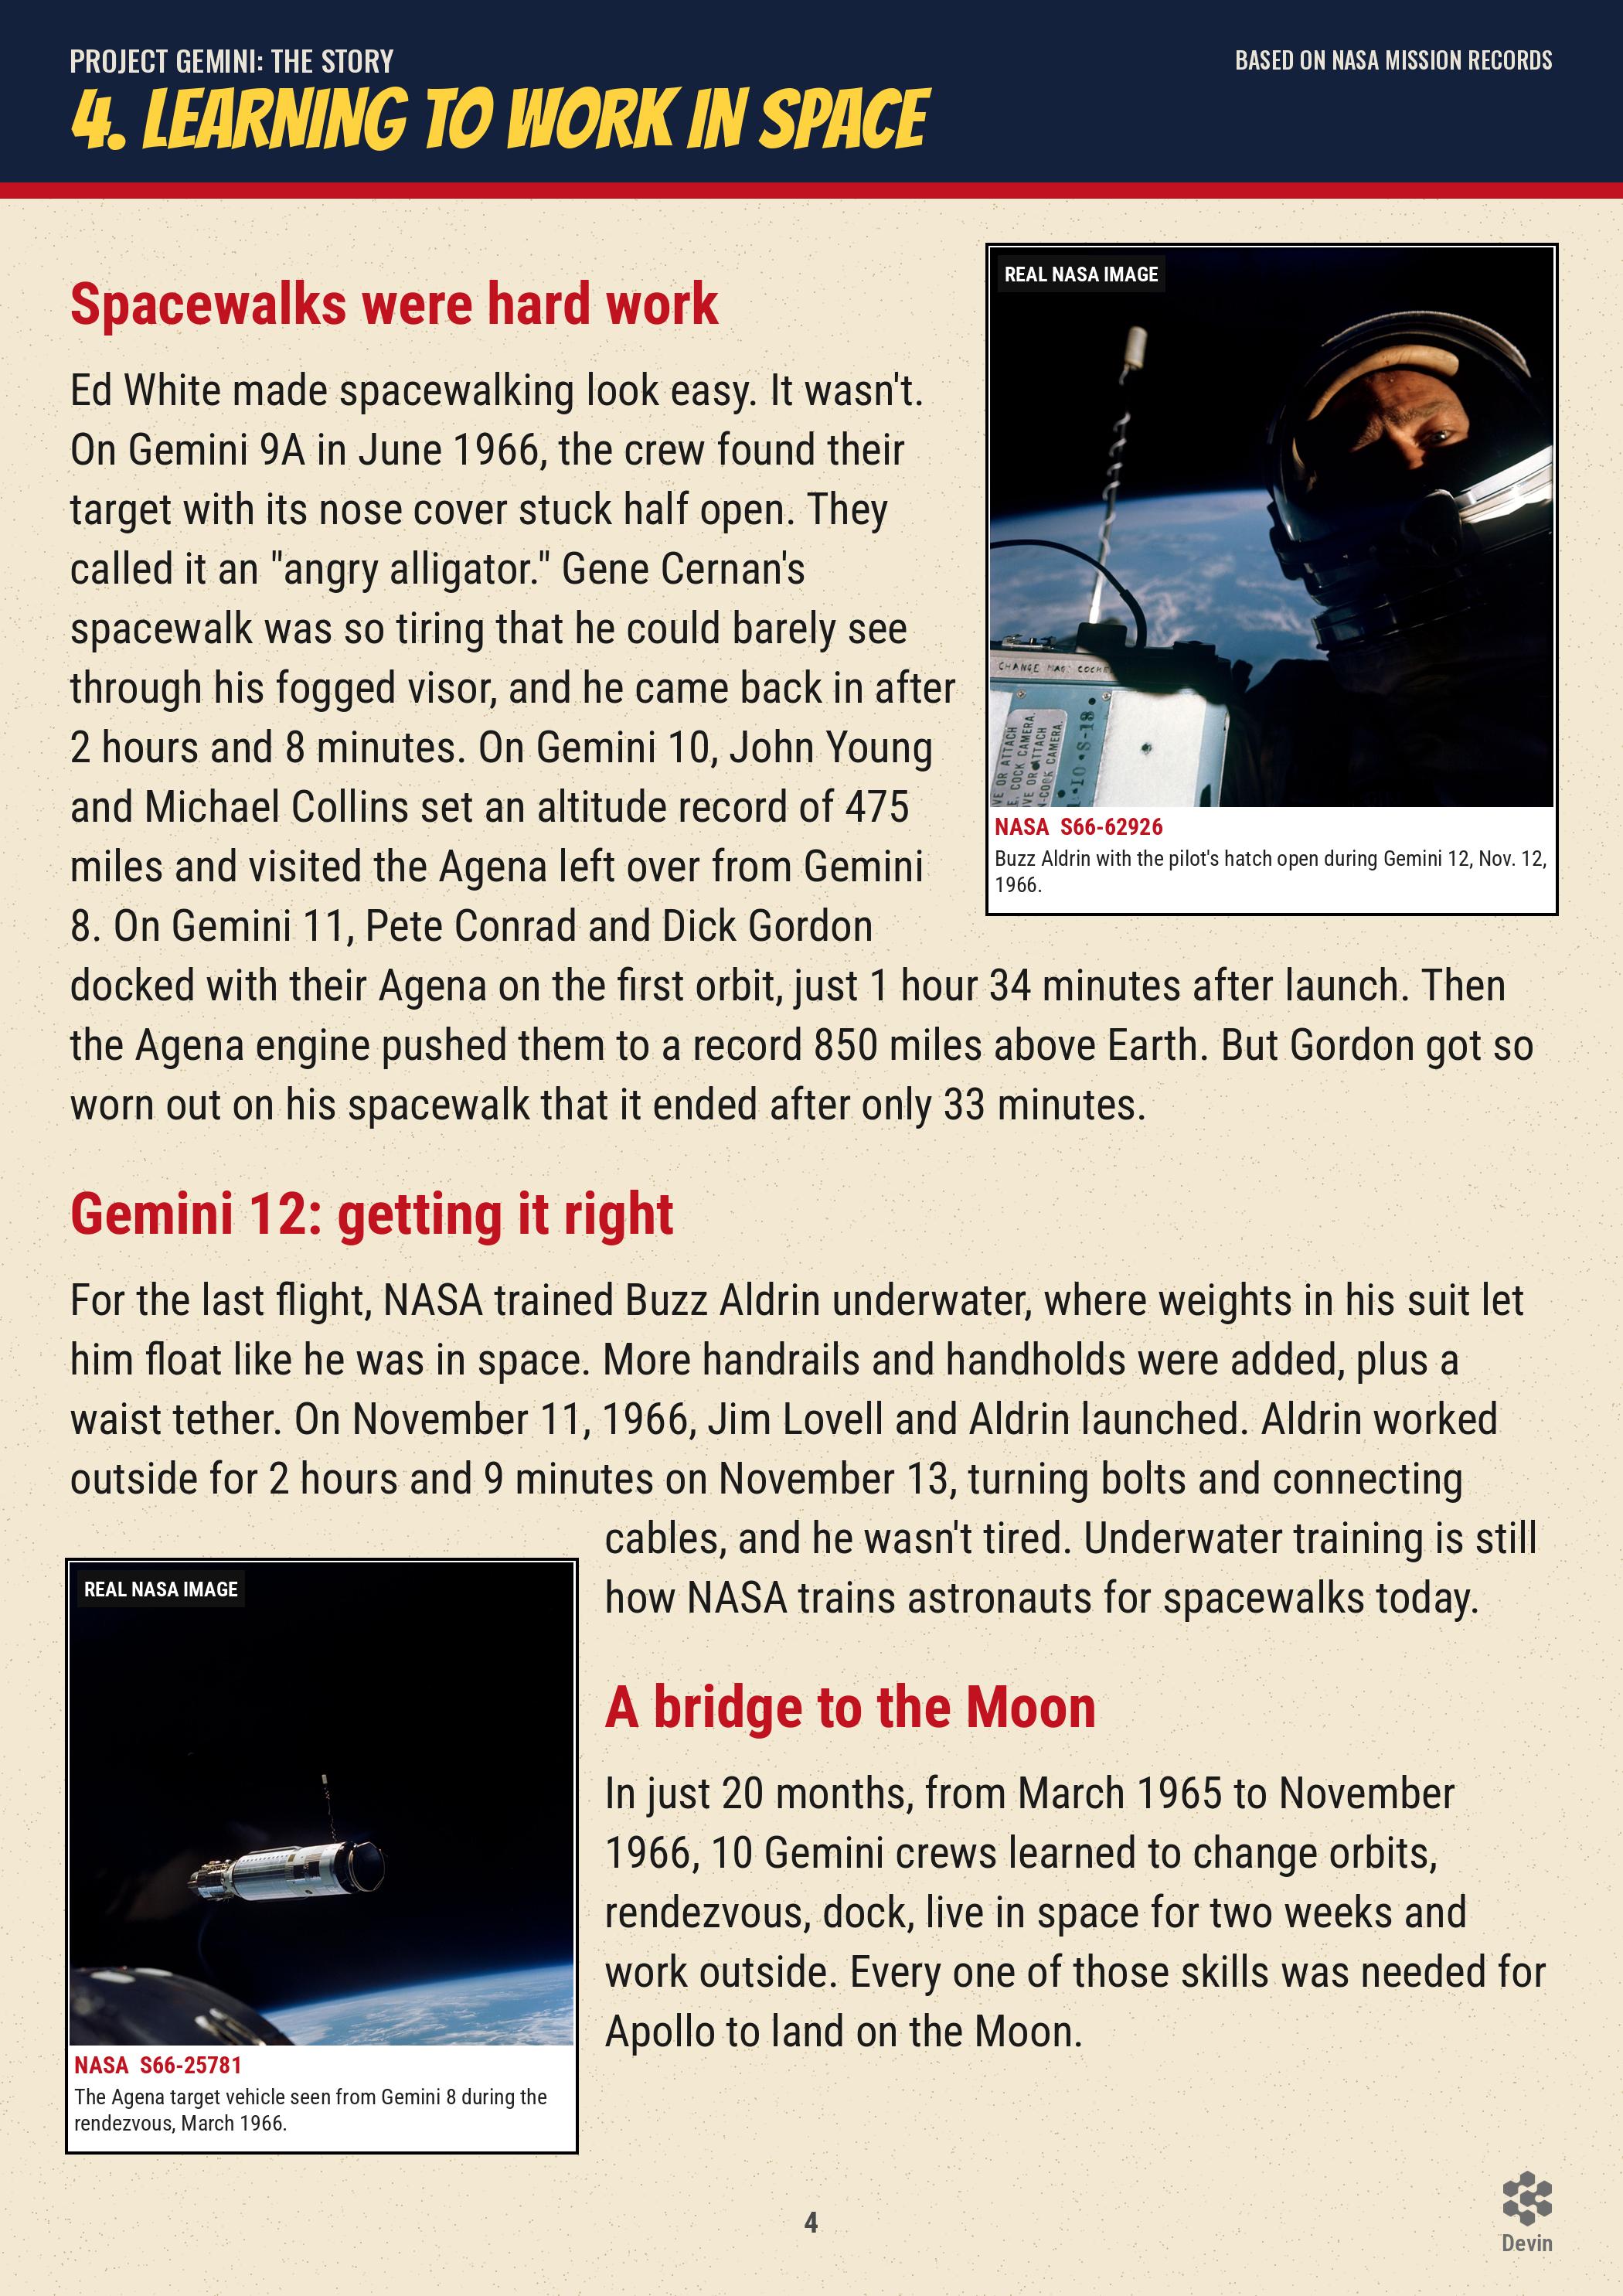 PROJECT GEMINI: THE STORY
BASED ON NASA MISSION RECORDS
4. LEARNING TO WORK IN SPACE
Spacewalks were hard work
Ed White made spacewalking look easy. It wasn't.
On Gemini 9A in June 1966, the crew found their
target with its nose cover stuck half open. They
called it an "angry alligator." Gene Cernan's
spacewalk was so tiring that he could barely see
through his fogged visor, and he came back in after
2 hours and 8 minutes. On Gemini 10, John Young
and Michael Collins set an altitude record of 475
miles and visited the Agena left over from Gemini
8. On Gemini 11, Pete Conrad and Dick Gordon
docked with their Agena on the first orbit, just 1 hour 34 minutes after launch. Then
the Agena engine pushed them to a record 850 miles above Earth. But Gordon got so
worn out on his spacewalk that it ended after only 33 minutes.
REAL NASA IMAGE
CHANGE MAG
VE OR ATTACH
COCK CAMERA.
OVE OR ATTACH
N-COCK CAMERA.
NASA S66-62926
Buzz Aldrin with the pilot's hatch open during Gemini 12, Nov. 12,
1966.
Gemini 12: getting it right
For the last flight, NASA trained Buzz Aldrin underwater, where weights in his suit let
him float like he was in space. More handrails and handholds were added, plus a
waist tether. On November 11, 1966, Jim Lovell and Aldrin launched. Aldrin worked
outside for 2 hours and 9 minutes on November 13, turning bolts and connecting
cables, and he wasn't tired. Underwater training is still
how NASA trains astronauts for spacewalks today.
REAL NASA IMAGE
NASA S66-25781
The Agena target vehicle seen from Gemini 8 during the
rendezvous, March 1966.
A bridge to the Moon
In just 20 months, from March 1965 to November
1966, 10 Gemini crews learned to change orbits,
rendezvous, dock, live in space for two weeks and
work outside. Every one of those skills was needed for
Apollo to land on the Moon.
4
Devin